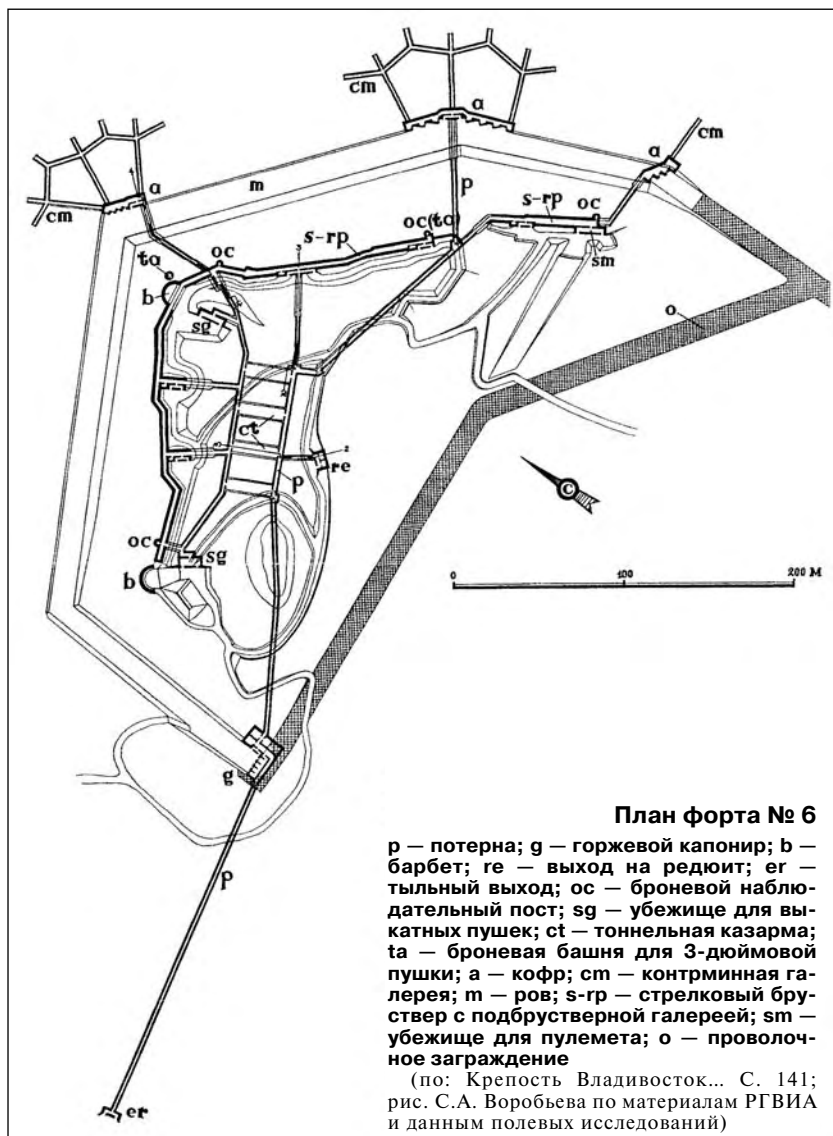 cm
a
cm
a
a
cm
m
p
s-rp
oc
oc(ta)
s-rp
oc
sm
ta
b
sg
o
ct
p
re
oc
sg
b
С
0 100 200 М
g
p
er
План форта № 6
p — потерна; g — горжевой капонир; b —
барбет; re — выход на редюит; er —
тыльный выход; oc — броневой наблю-
дательный пост; sg — убежище для вы-
катных пушек; ct — тоннельная казарма;
ta — броневая башня для 3-дюймовой
пушки; a — кофр; cm — контрминная га-
лерея; m — ров; s-rp — стрелковый бру-
ствер с подбрустверной галереей; sm —
убежище для пулемета; o — проволоч-
ное заграждение
(по: Крепость Владивосток... С. 141;
рис. С.А. Воробьева по материалам РГВИА
и данным полевых исследований)